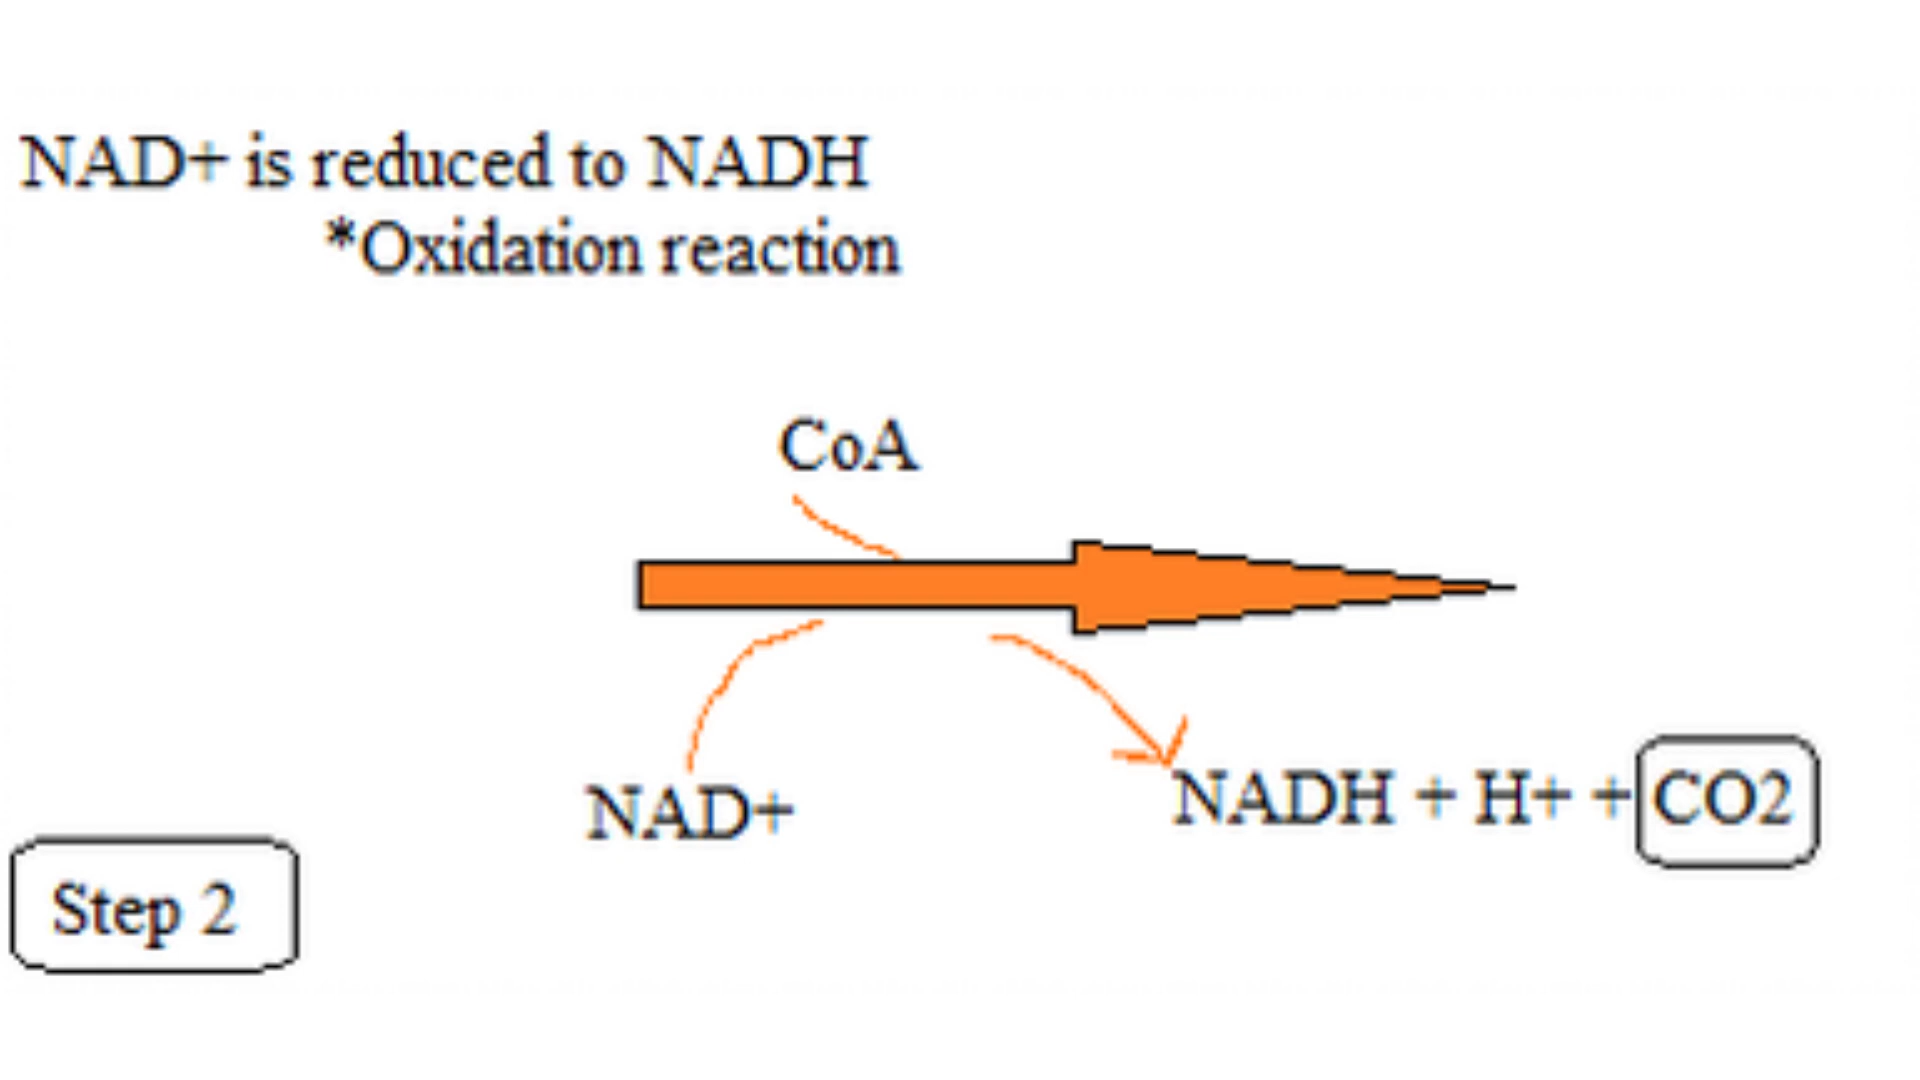 NAD+ is reduced to NADH
*Oxidation reaction
CoA
NAD+
NADH + H+ + CO2
Step 2